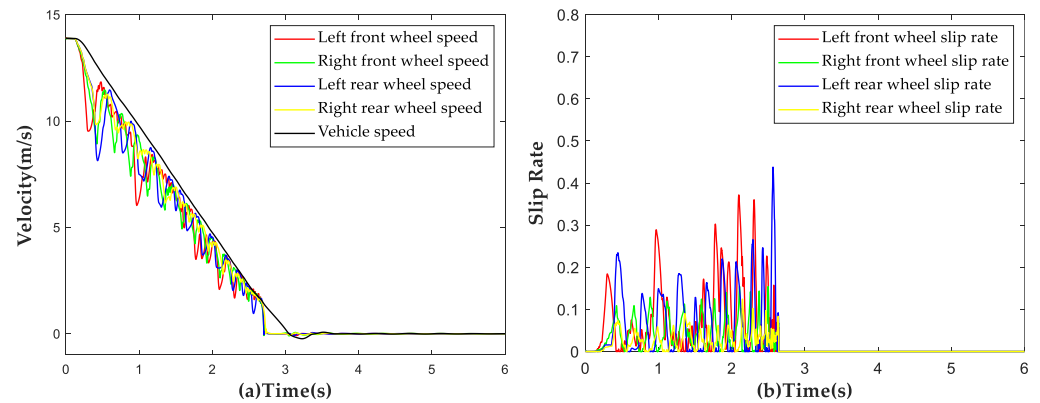 15
10
5
0
Velocity(m/s)
0
1
2
3
4
5
6
(a)Time(s)
Left front wheel speed
Right front wheel speed
Left rear wheel speed
Right rear wheel speed
Vehicle speed
0.8
0.7
0.6
0.5
0.4
0.3
0.2
0.1
0
Slip Rate
0
1
2
3
4
5
6
(b)Time(s)
Left front wheel slip rate
Right front wheel slip rate
Left rear wheel slip rate
Right rear wheel slip rate